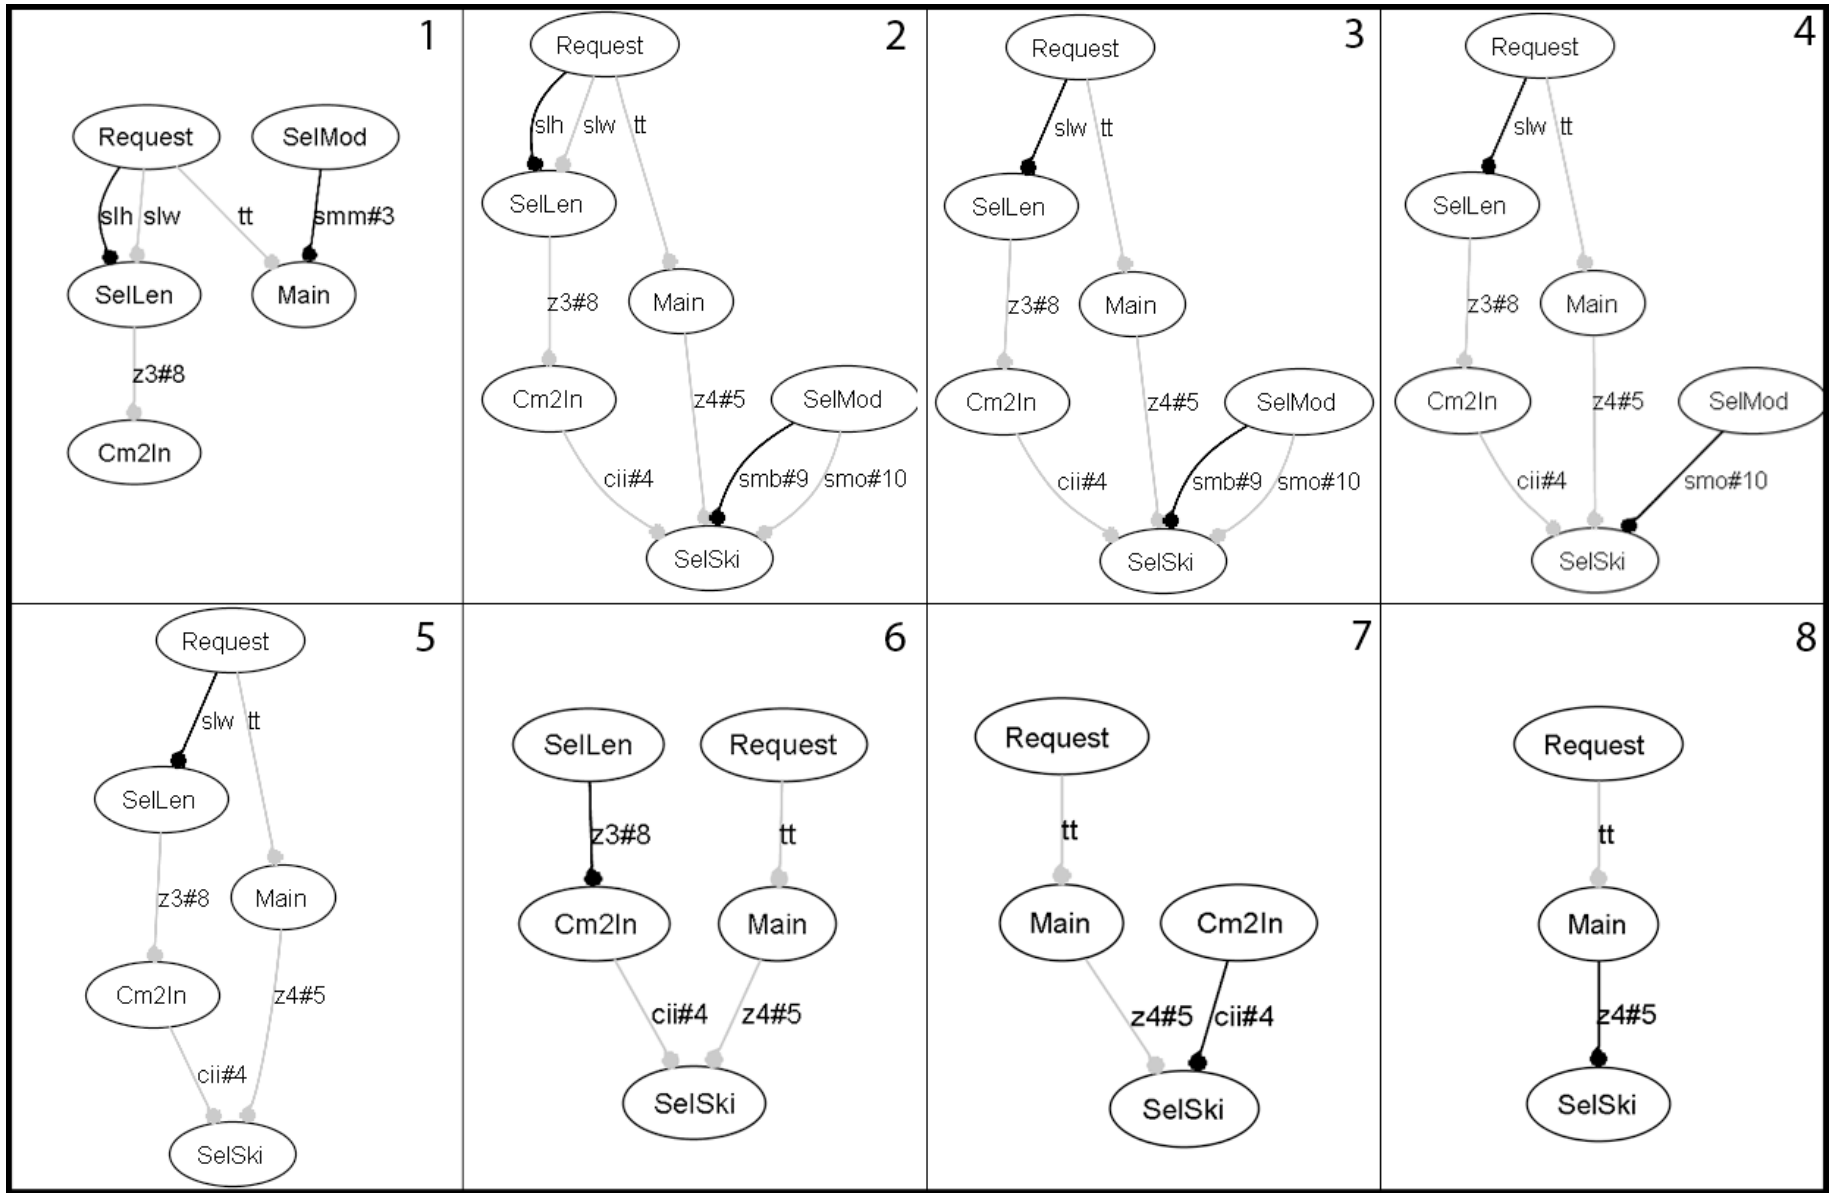 1
Request SelMod
slh slw tt smm#3
SelLen Main
z3#8
Cm2In
2
Request
slh slw tt
SelLen
z3#8 Main
Cm2In z4#5 SelMod
cii#4 smb#9 smo#10
SelSki
3
Request
slw tt
SelLen
z3#8 Main
Cm2In z4#5 SelMod
cii#4 smb#9 smo#10
SelSki
4
Request
slw tt
SelLen
z3#8 Main
Cm2In z4#5 SelMod
cii#4 smo#10
SelSki
5
Request
slw tt
SelLen
z3#8 Main
Cm2In z4#5
cii#4
SelSki
6
SelLen Request
z3#8 tt
Cm2In Main
cii#4 z4#5
SelSki
7
Request
tt
Main Cm2In
z4#5 cii#4
SelSki
8
Request
tt
Main
z4#5
SelSki